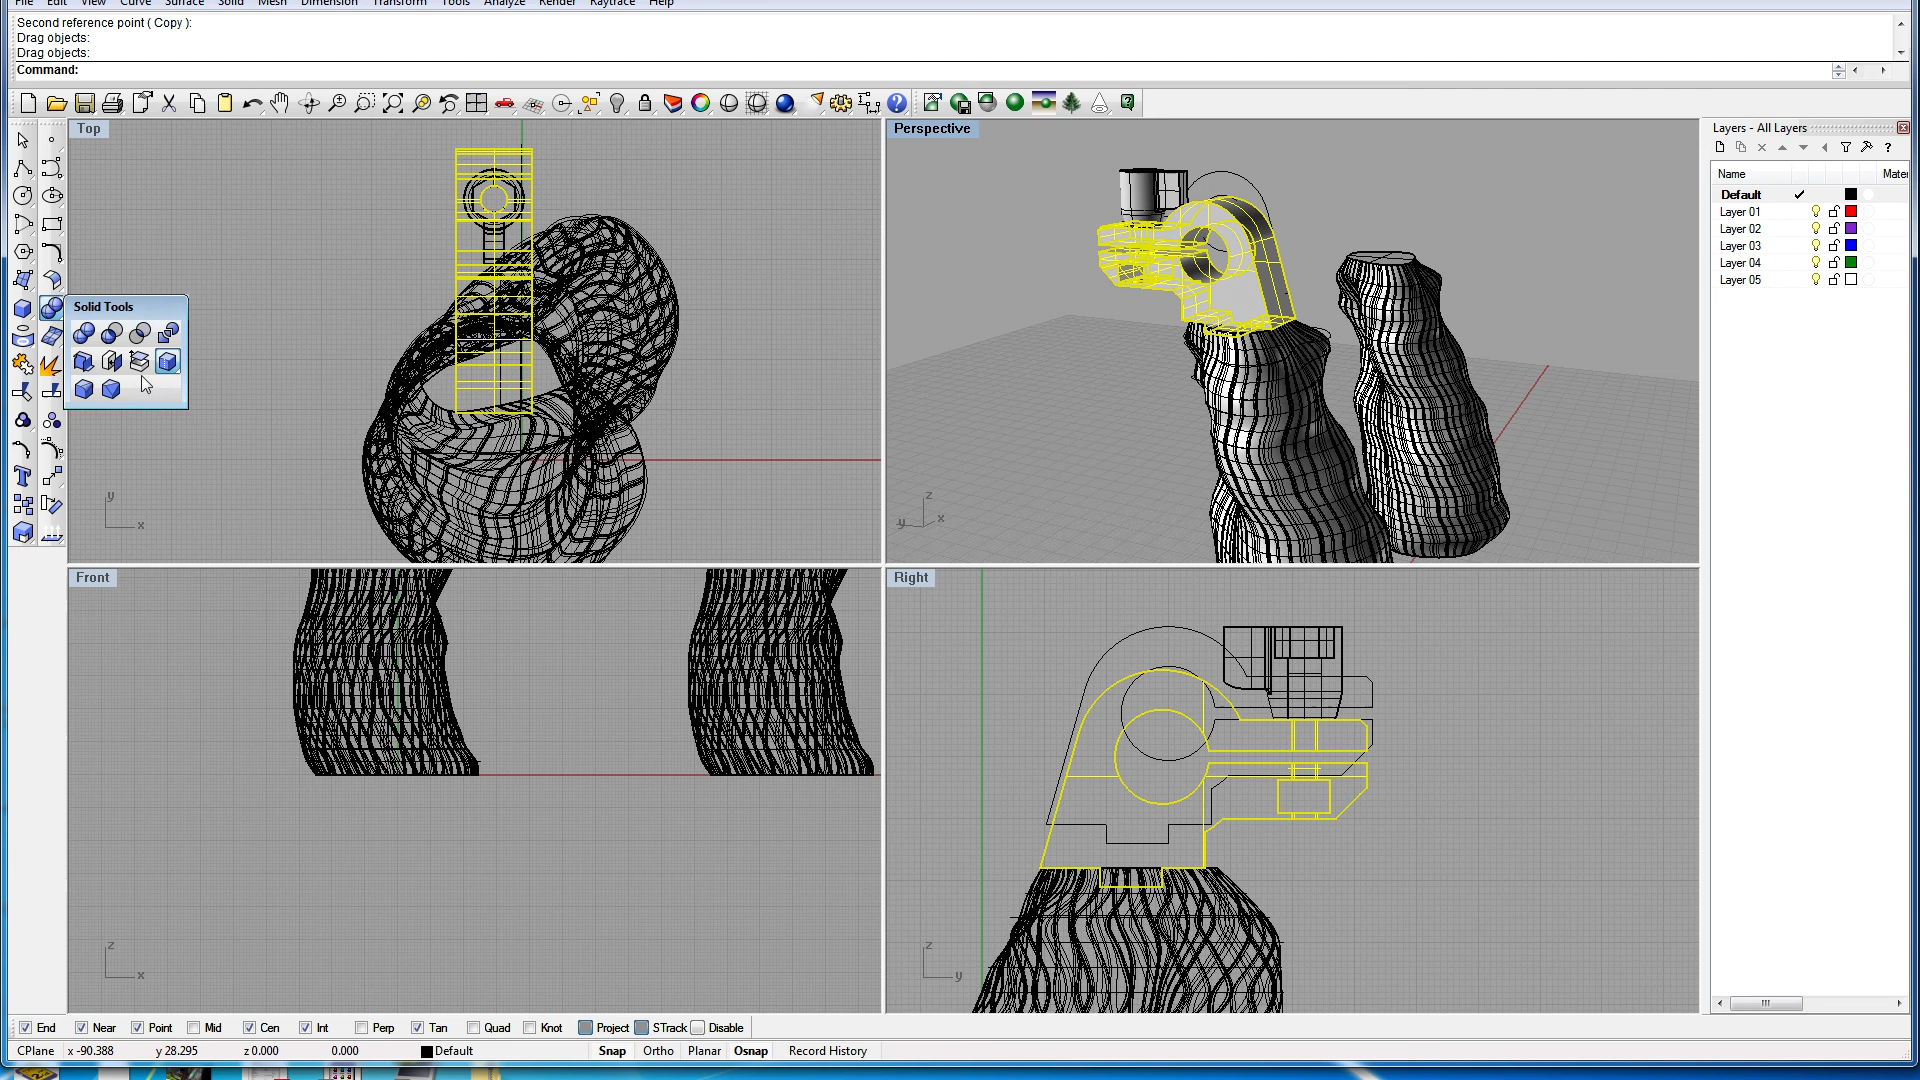 File Edit View Curve Surface Solid Mesh Dimension Transform Tools Analyze Render Raytrace Help
Second reference point ( Copy ):
Drag objects:
Drag objects:
Command:
Top
Perspective
Layers - All Layers
Name Mater
Default
Layer 01
Layer 02
Layer 03
Layer 04
Layer 05
Solid Tools
y
x
z
y
x
Front
Right
z
x
z
y
End Near Point Mid Cen Int Perp Tan Quad Knot Project STrack Disable
CPlane x -90.388 y 28.295 z 0.000 0.000 Default Snap Ortho Planar Osnap Record History